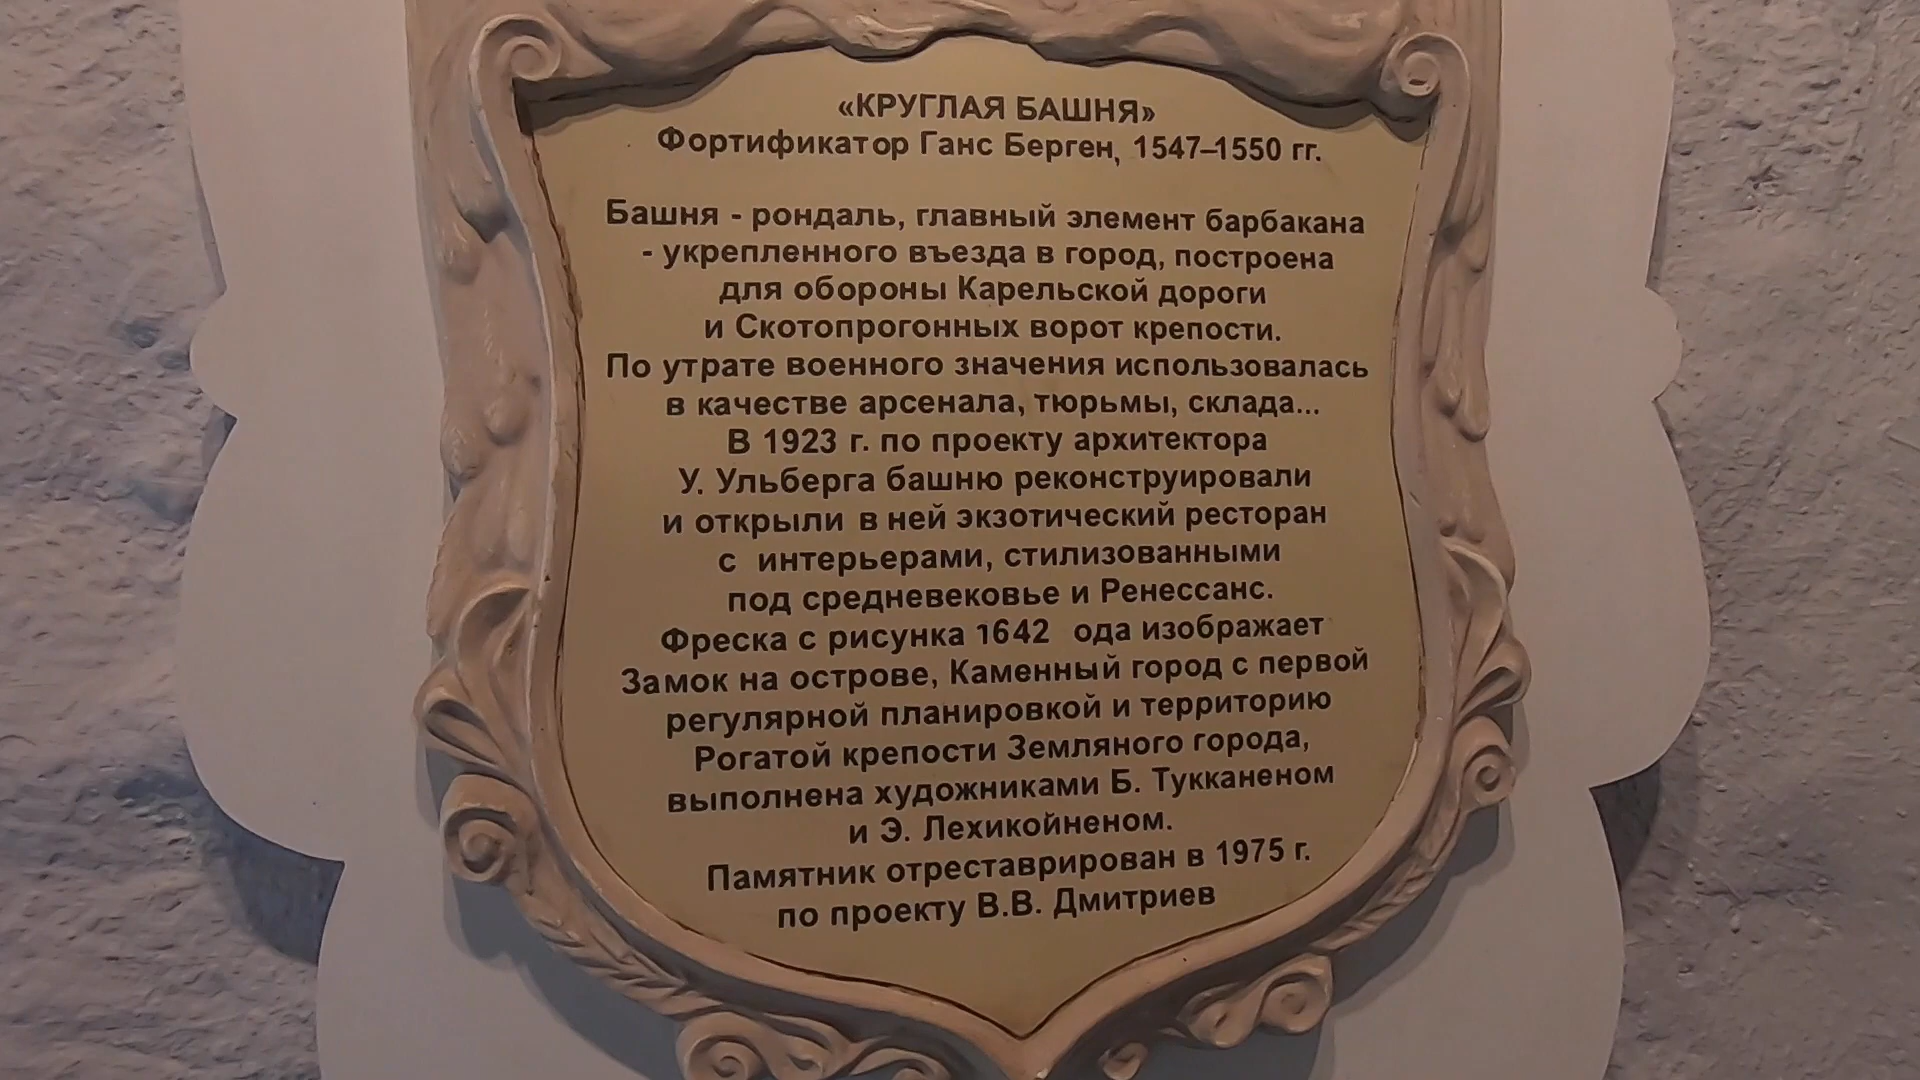 «КРУГЛАЯ БАШНЯ»
Фортификатор Ганс Берген, 1547–1550 гг.
Башня - рондаль, главный элемент барбакана
- укрепленного въезда в город, построена
для обороны Карельской дороги
и Скотопрогонных ворот крепости.
По утрате военного значения использовалась
в качестве арсенала, тюрьмы, склада...
В 1923 г. по проекту архитектора
У. Ульберга башню реконструировали
и открыли в ней экзотический ресторан
с интерьерами, стилизованными
под средневековье и Ренессанс.
Фреска с рисунка 1642 ода изображает
Замок на острове, Каменный город с первой
регулярной планировкой и территорию
Рогатой крепости Земляного города,
выполнена художниками Б. Тукканеном
и Э. Лехикойненом.
Памятник отреставрирован в 1975 г.
по проекту В.В. Дмитриев